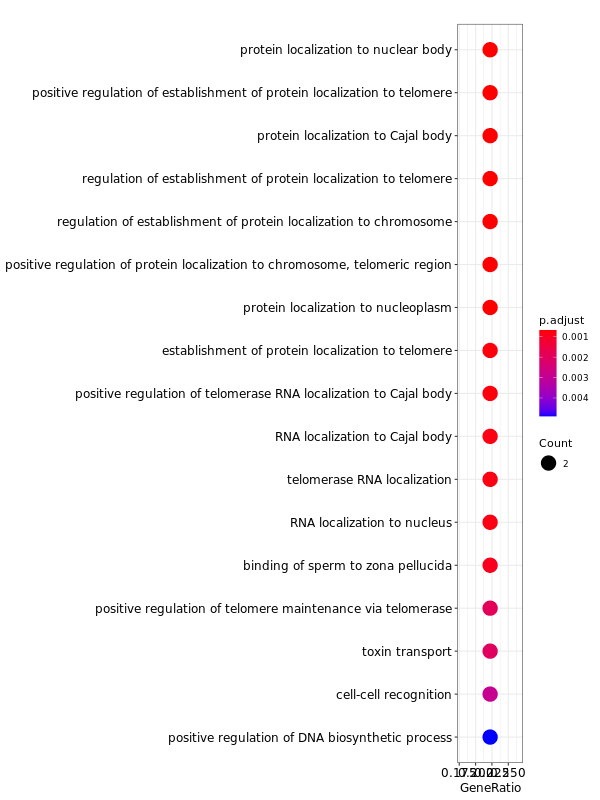 protein localization to nuclear body
positive regulation of establishment of protein localization to telomere
protein localization to Cajal body
regulation of establishment of protein localization to telomere
regulation of establishment of protein localization to chromosome
positive regulation of protein localization to chromosome, telomeric region
protein localization to nucleoplasm
establishment of protein localization to telomere
positive regulation of telomerase RNA localization to Cajal body
RNA localization to Cajal body
telomerase RNA localization
RNA localization to nucleus
binding of sperm to zona pellucida
positive regulation of telomere maintenance via telomerase
toxin transport
cell-cell recognition
positive regulation of DNA biosynthetic process
GeneRatio
p.adjust
0.001
0.002
0.003
0.004
Count
2